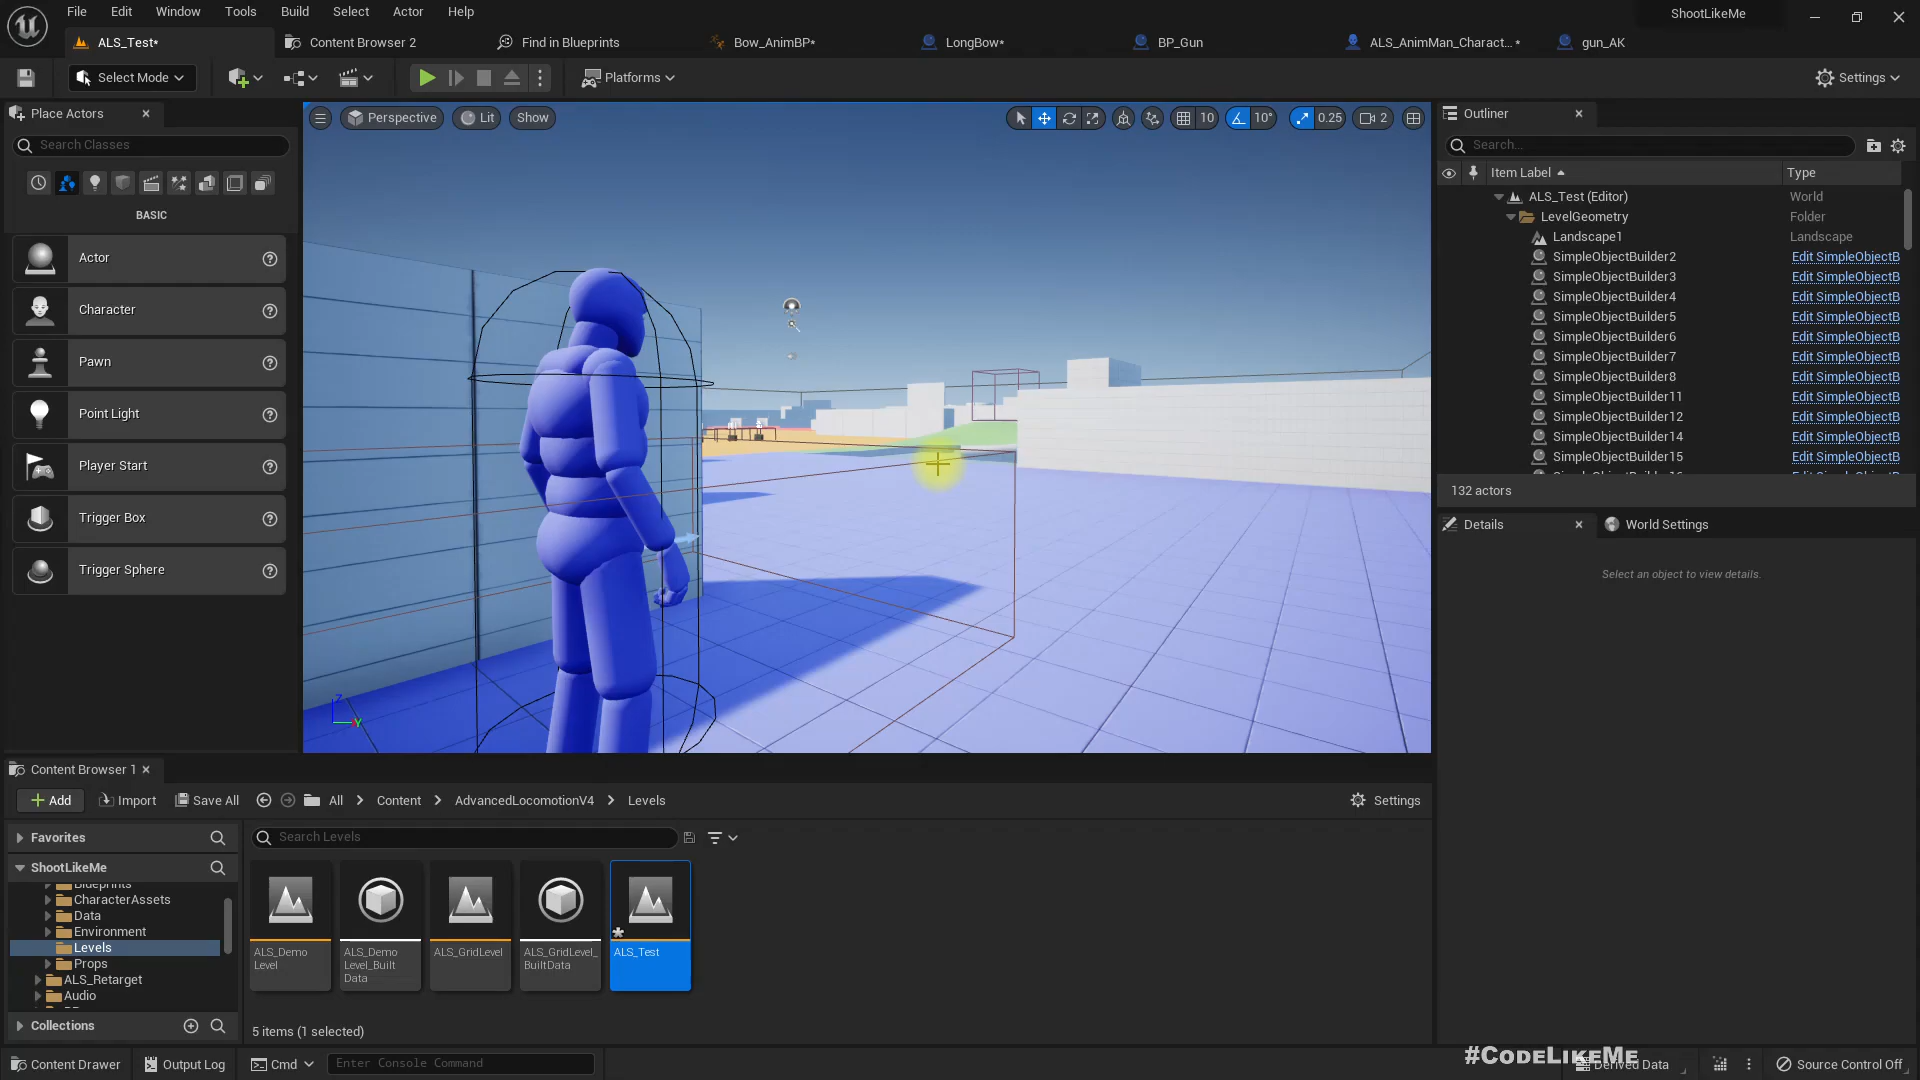 File Edit Window Tools Build Select Actor Help
ShootLikeMe
ALS_Test* Content Browser 2 Find in Blueprints Bow_AnimBP* LongBow* BP_Gun ALS_AnimMan_Charact...* gun_AK
Select Mode Platforms Settings
Place Actors
Search Classes
BASIC
Actor
Character
Pawn
Point Light
Player Start
Trigger Box
Trigger Sphere
Perspective Lit Show 10 10° 0.25 2
Z
Y
Outliner
Search...
Item Label Type
ALS_Test (Editor) World
LevelGeometry Folder
Landscape1 Landscape
SimpleObjectBuilder2 Edit SimpleObjectB
SimpleObjectBuilder3 Edit SimpleObjectB
SimpleObjectBuilder4 Edit SimpleObjectB
SimpleObjectBuilder5 Edit SimpleObjectB
SimpleObjectBuilder6 Edit SimpleObjectB
SimpleObjectBuilder7 Edit SimpleObjectB
SimpleObjectBuilder8 Edit SimpleObjectB
SimpleObjectBuilder11 Edit SimpleObjectB
SimpleObjectBuilder12 Edit SimpleObjectB
SimpleObjectBuilder14 Edit SimpleObjectB
SimpleObjectBuilder15 Edit SimpleObjectB
132 actors
Details World Settings
Select an object to view details.
Content Browser 1
Add Import Save All All Content AdvancedLocomotionV4 Levels Settings
Favorites
ShootLikeMe
Blueprints
CharacterAssets
Data
Environment
Levels
Props
ALS_Retarget
Audio
Collections
Search Levels
ALS_Demo
Level
ALS_Demo
Level_Built
Data
ALS_GridLevel
ALS_GridLevel_
BuiltData
ALS_Test
5 items (1 selected)
Content Drawer Output Log Cmd Enter Console Command
#CodeLikeMe
Derived Data Source Control Off